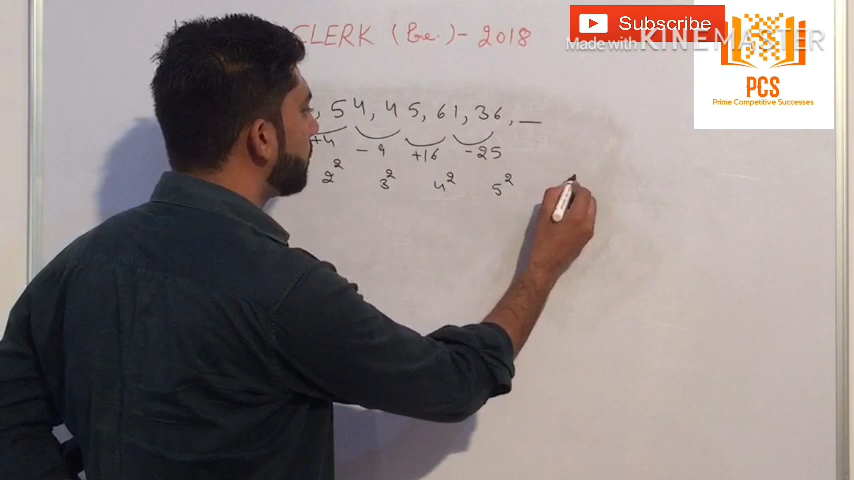 Subscribe
Made with KINEMASTER
PCS
Prime Competitive Successes
CLERK (Pre.) - 2018
, 54, 45, 61, 36, __
+4 - 9 +16 -25
2² 3² 4² 5²